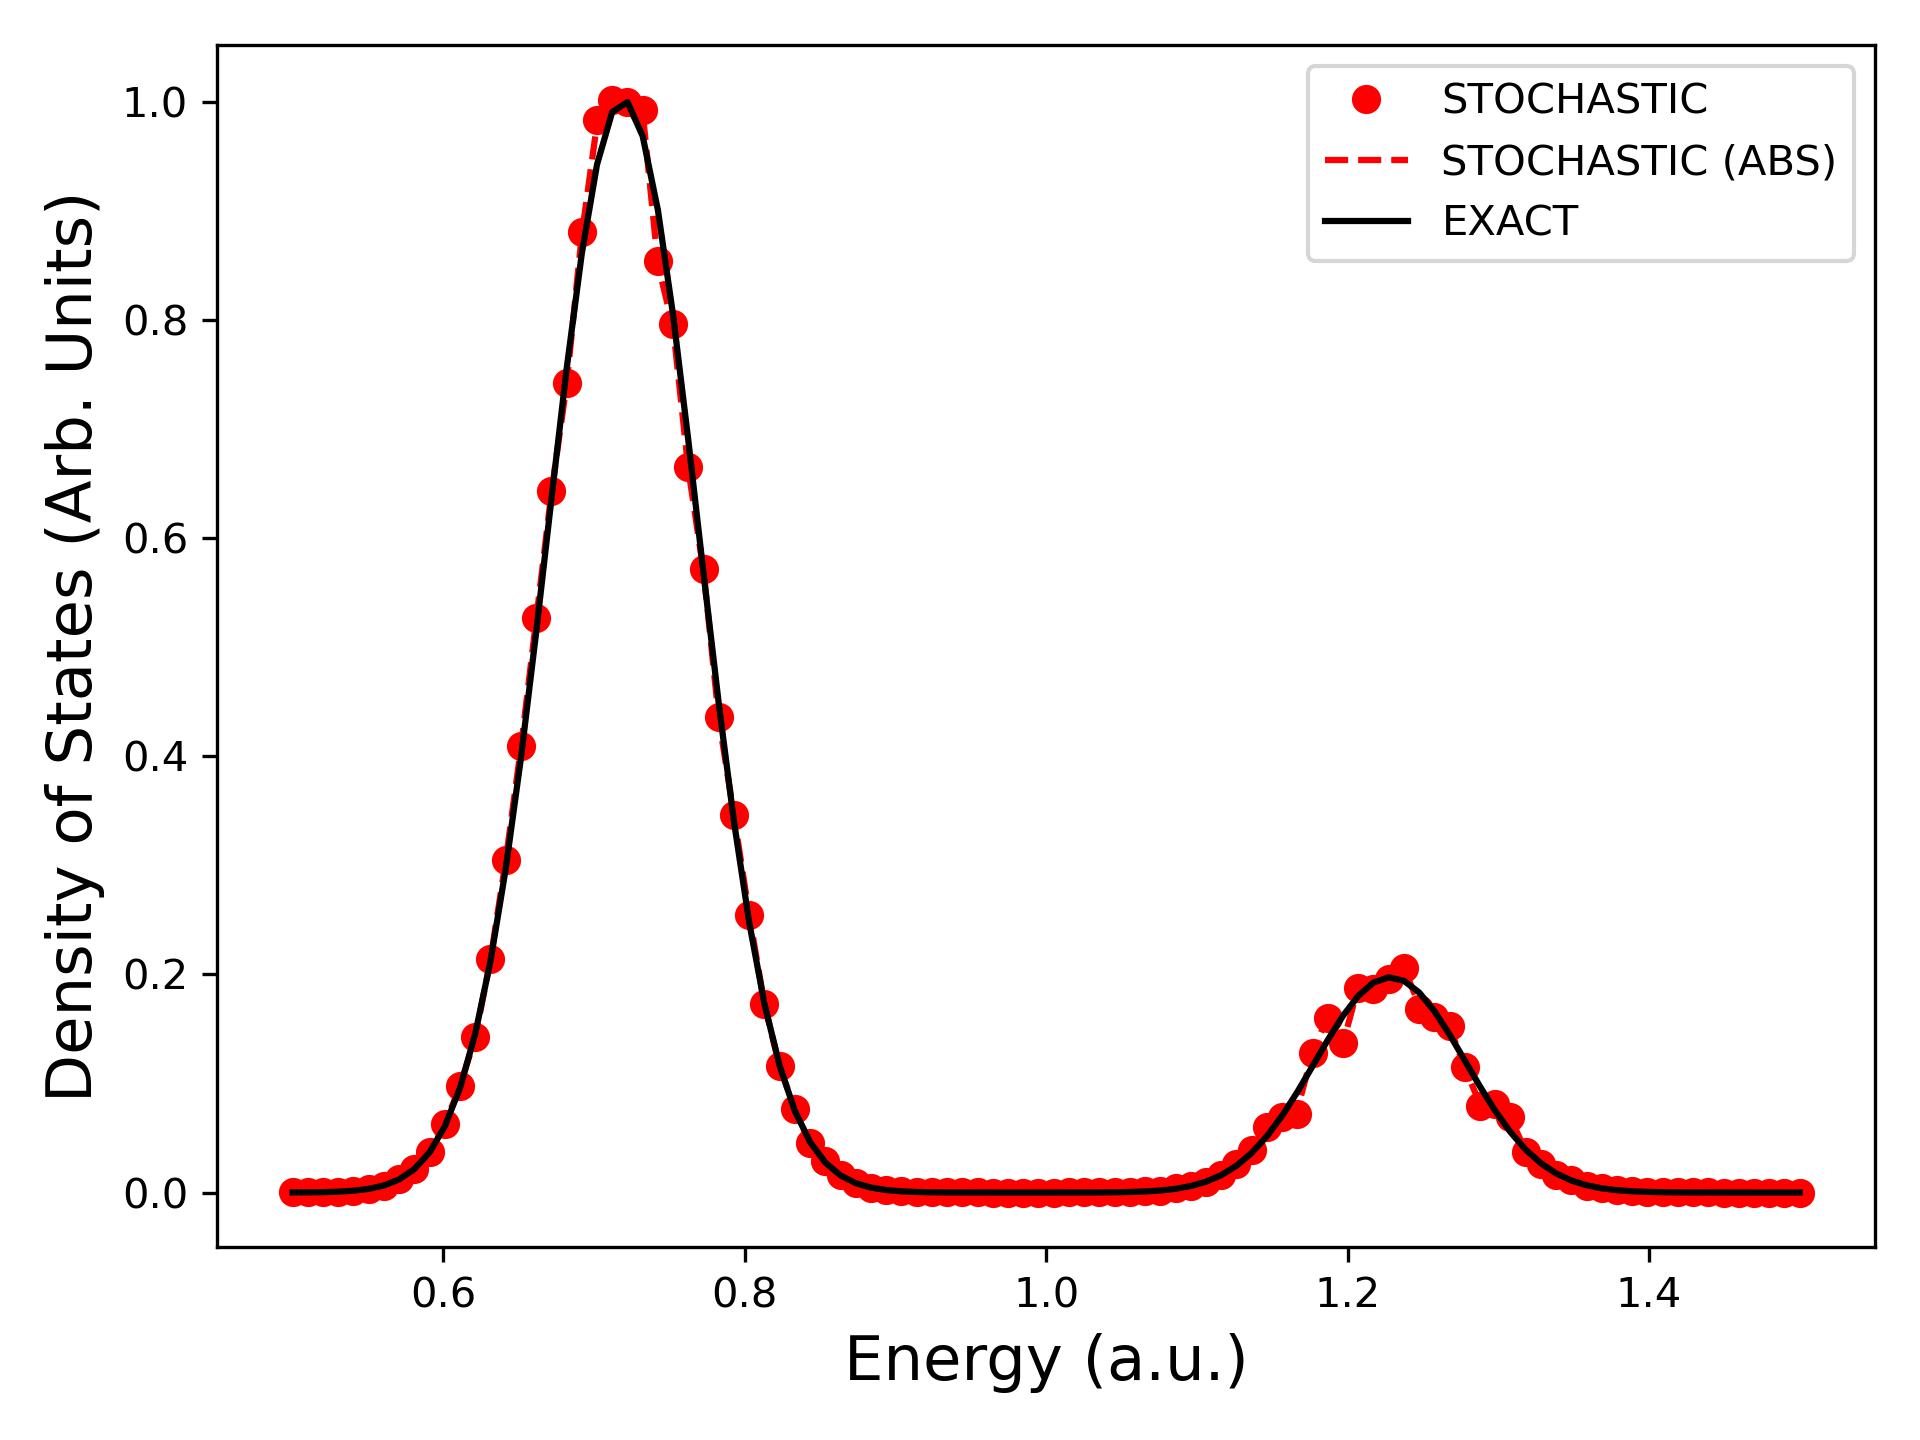 STOCHASTIC
STOCHASTIC (ABS)
EXACT
Density of States (Arb. Units)
1.0
0.8
0.6
0.4
0.2
0.0
0.6 0.8 1.0 1.2 1.4
Energy (a.u.)